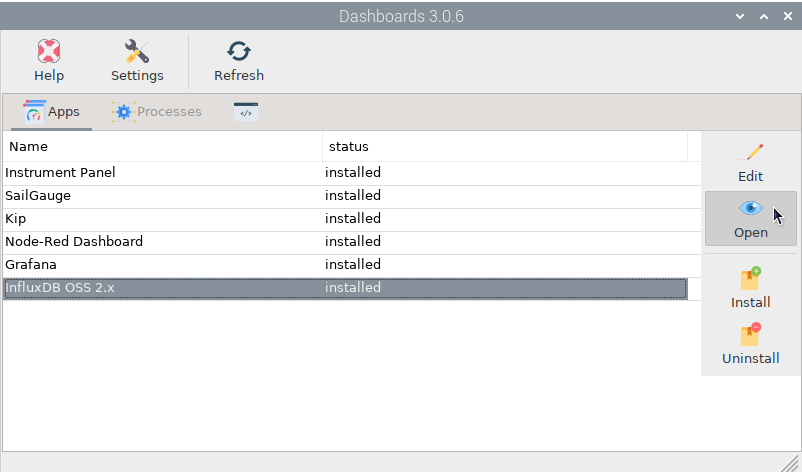 Dashboards 3.0.6
Help Settings Refresh
Apps Processes </>
Name status
Instrument Panel installed
SailGauge installed
Kip installed
Node-Red Dashboard installed
Grafana installed
InfluxDB OSS 2.x installed
Edit
Open
Install
Uninstall